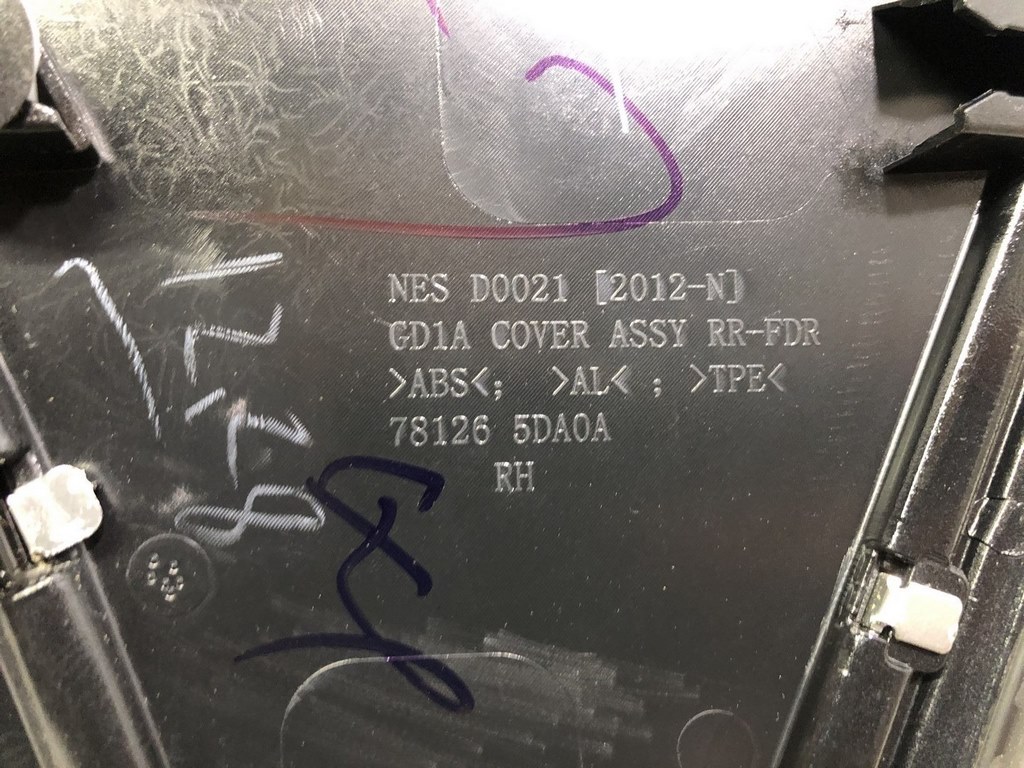 NES D0021 [2012-N]
GD1A COVER ASSY RR-FDR
>ABS<; >AL< ; >TPE<
78126 5DA0A
RH